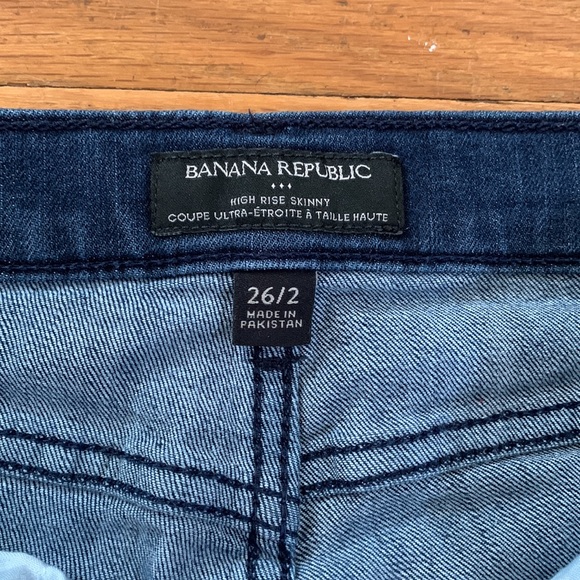 BANANA REPUBLIC
HIGH RISE SKINNY
COUPE ULTRA-ÉTROITE À TAILLE HAUTE
26/2
MADE IN
PAKISTAN